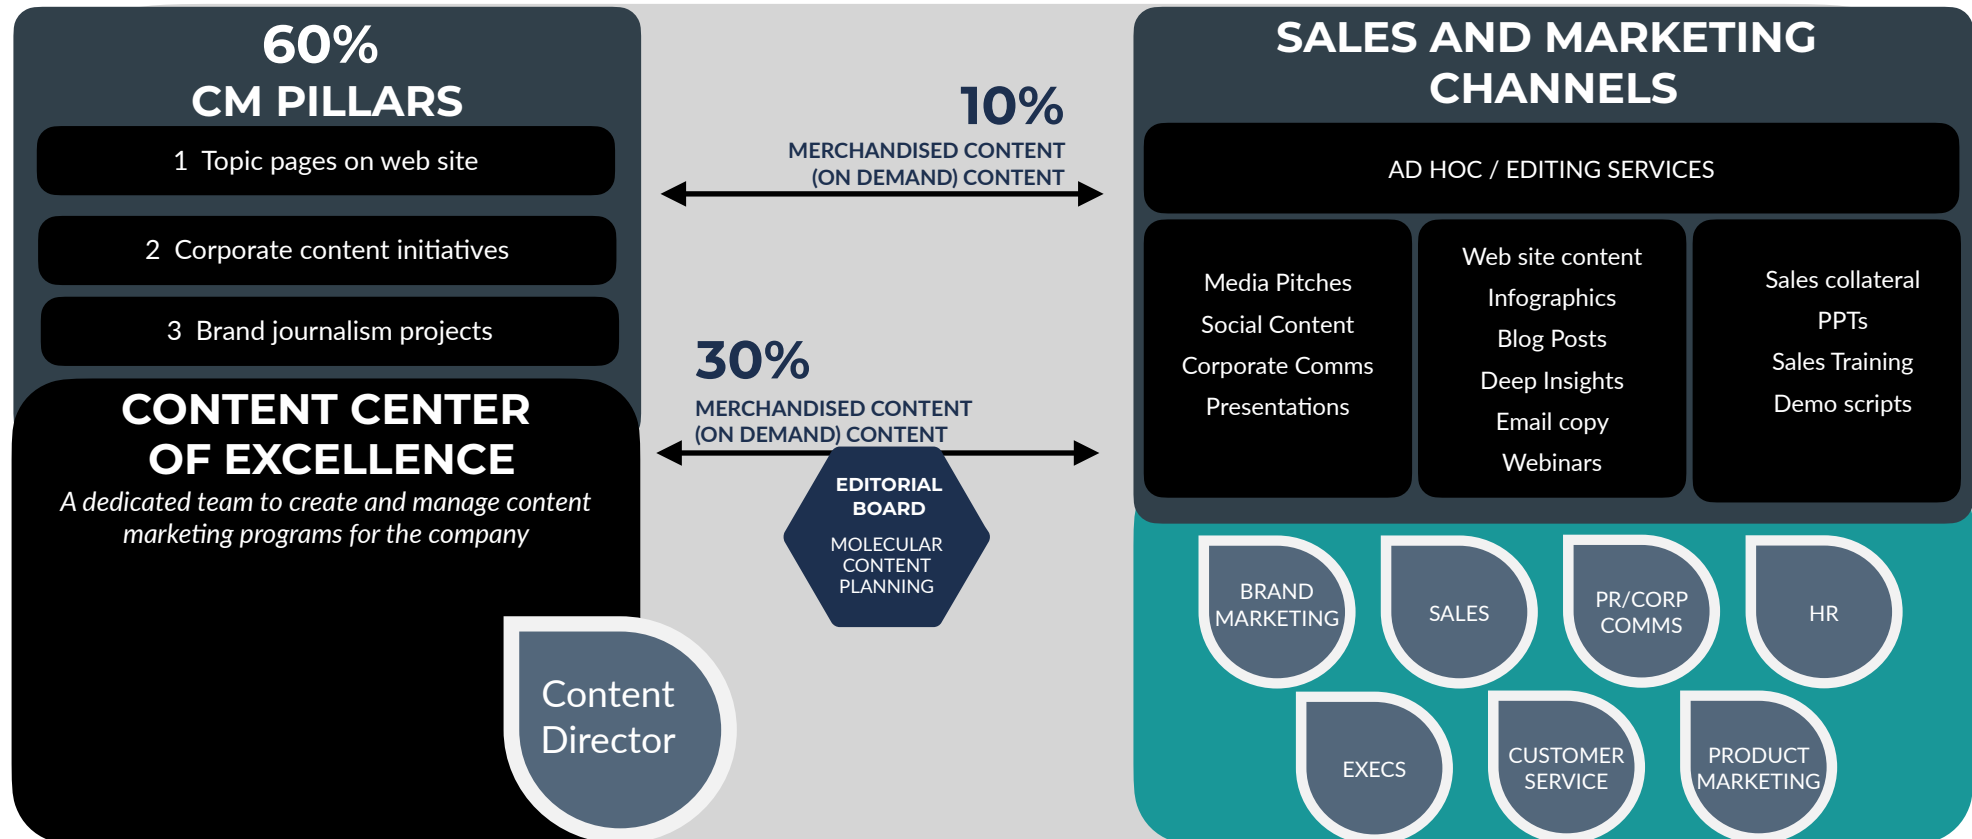 60%
CM PILLARS
1 Topic pages on web site
2 Corporate content initiatives
3 Brand journalism projects
CONTENT CENTER
OF EXCELLENCE
A dedicated team to create and manage content
marketing programs for the company
Content
Director
10%
MERCHANDISED CONTENT
(ON DEMAND) CONTENT
30%
MERCHANDISED CONTENT
(ON DEMAND) CONTENT
EDITORIAL
BOARD
MOLECULAR
CONTENT
PLANNING
SALES AND MARKETING
CHANNELS
AD HOC / EDITING SERVICES
Media Pitches
Social Content
Corporate Comms
Presentations
Web site content
Infographics
Blog Posts
Deep Insights
Email copy
Webinars
Sales collateral
PPTs
Sales Training
Demo scripts
BRAND
MARKETING
SALES
PR/CORP
COMMS
HR
EXECS
CUSTOMER
SERVICE
PRODUCT
MARKETING